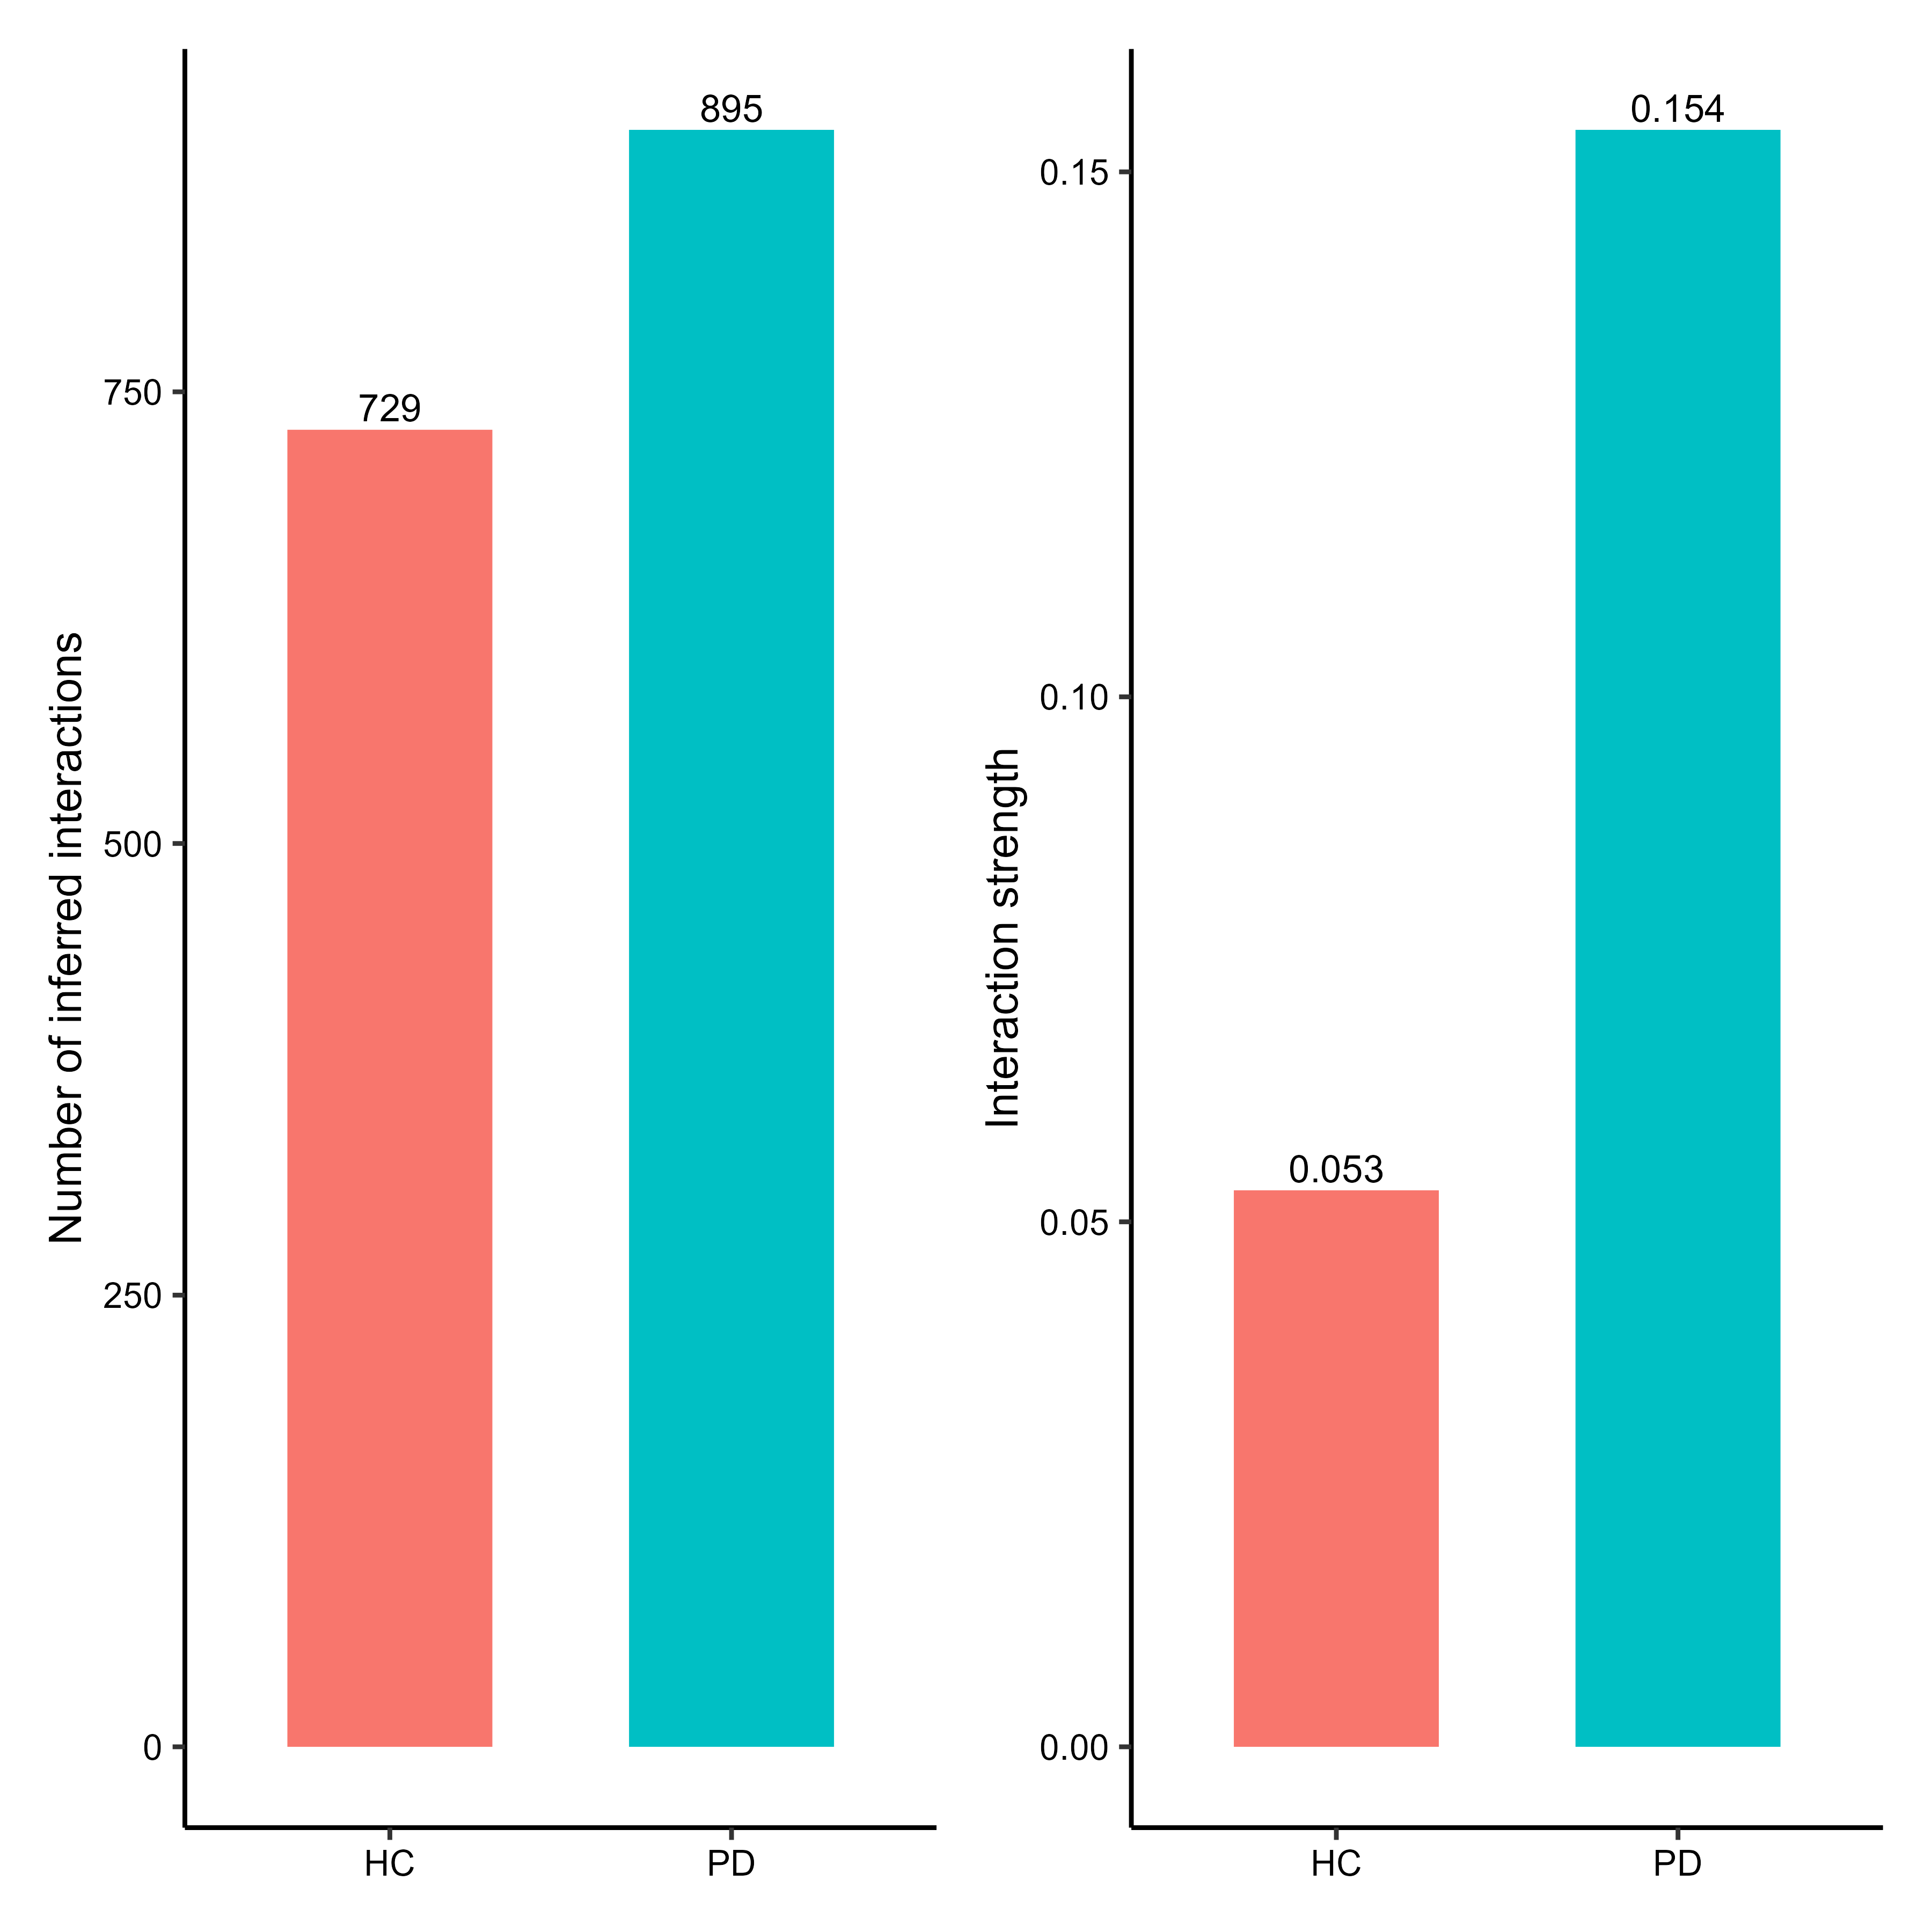 Number of inferred interactions
750
500
250
0
729
895
HC
PD
Interaction strength
0.15
0.10
0.05
0.00
0.053
0.154
HC
PD